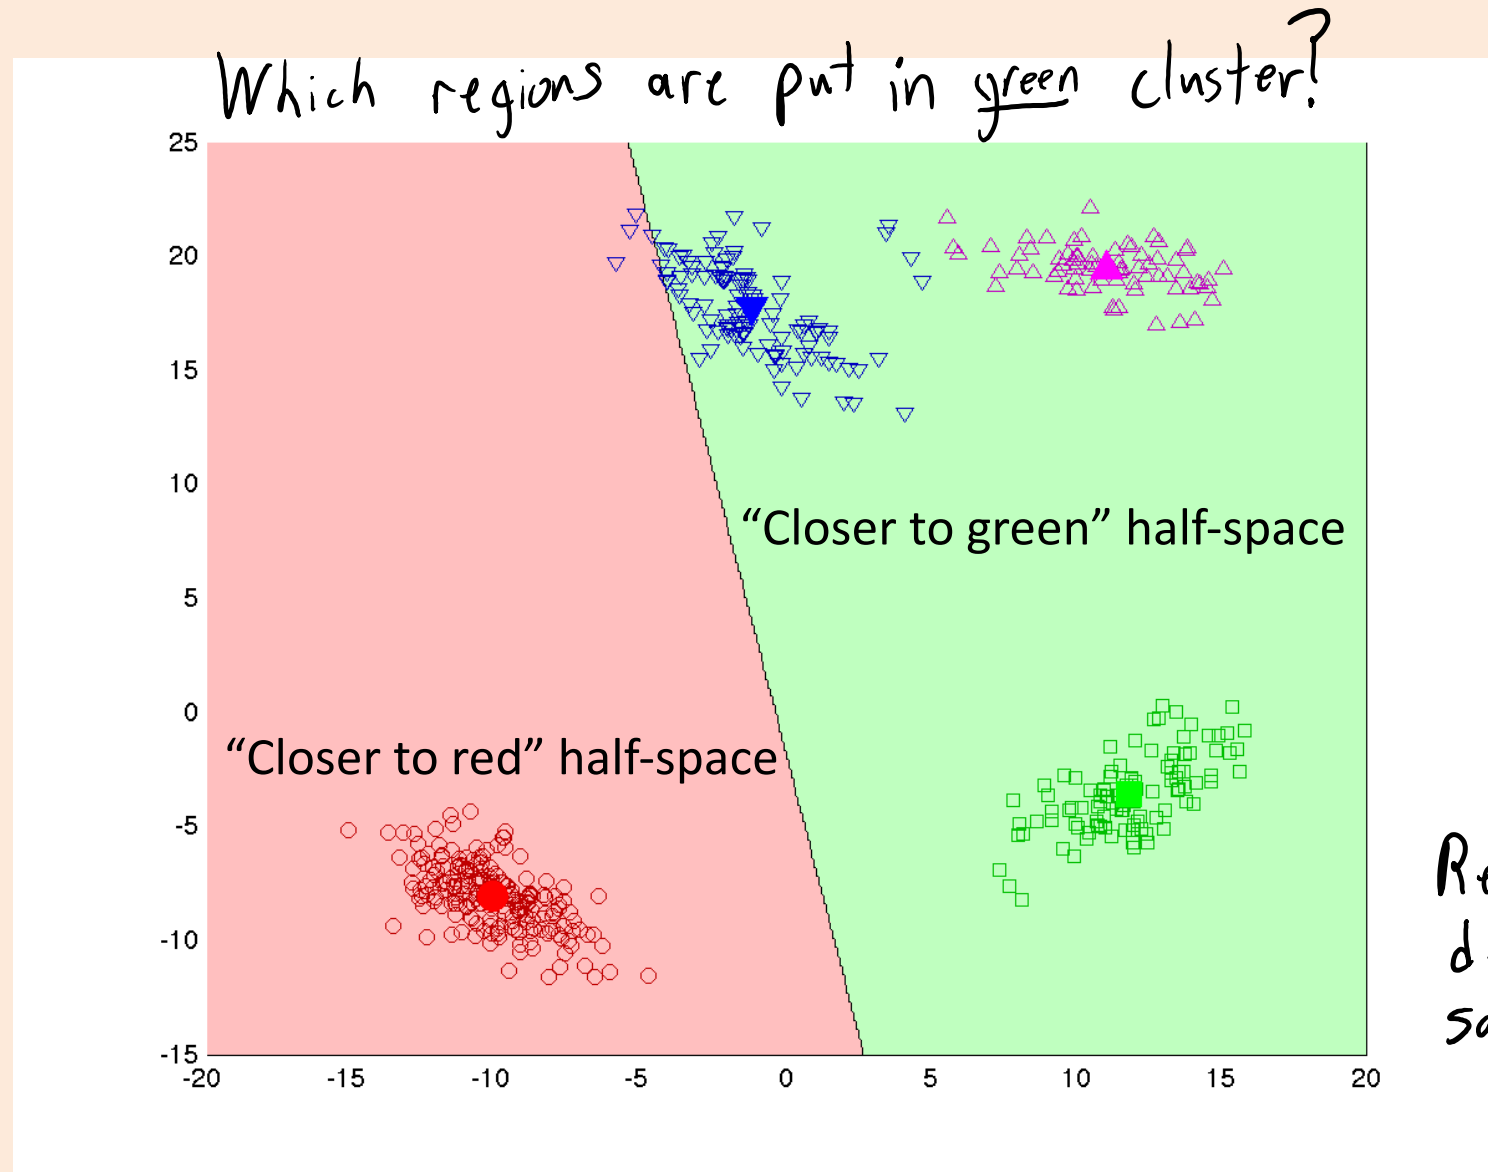 Which regions are put in green cluster?
25
20
15
10
5
0
-5
-10
-15
-20 -15 -10 -5 0 5 10 15 20
“Closer to green” half-space
“Closer to red” half-space